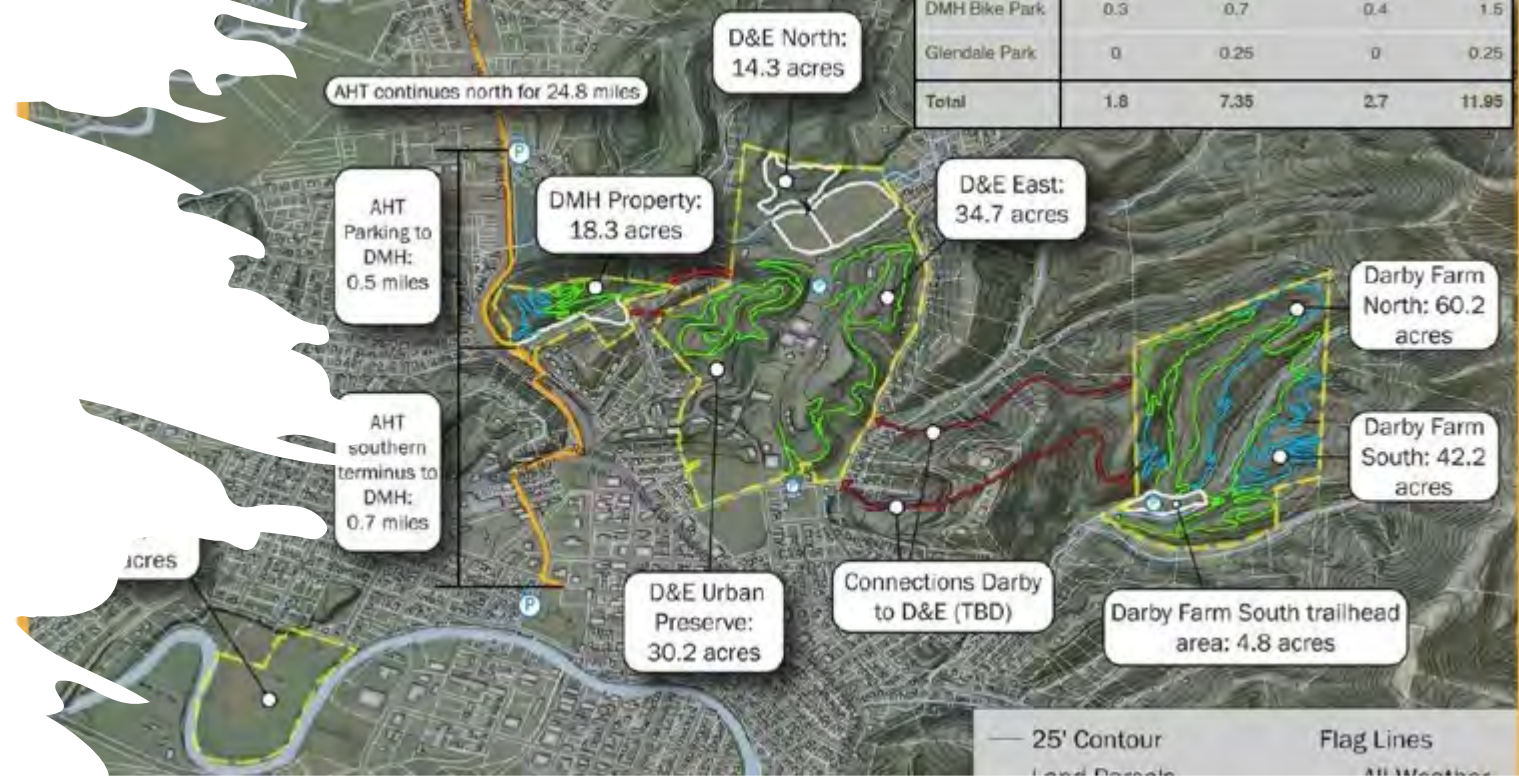 DMH Bike Park 0.3 0.7 0.4 1.5
Glendale Park 0 0.25 0 0.25
Total 1.8 7.35 2.7 11.95
D&E North:
14.3 acres
AHT continues north for 24.8 miles
P
AHT
Parking to
DMH:
0.5 miles
DMH Property:
18.3 acres
D&E East:
34.7 acres
Darby Farm
North: 60.2
acres
P
AHT
southern
terminus to
DMH:
0.7 miles
Darby Farm
South: 42.2
acres
P
P
acres
P
D&E Urban
Preserve:
30.2 acres
Connections Darby
to D&E (TBD)
Darby Farm South trailhead
area: 4.8 acres
25' Contour
Flag Lines
Land Parcels
All Weather